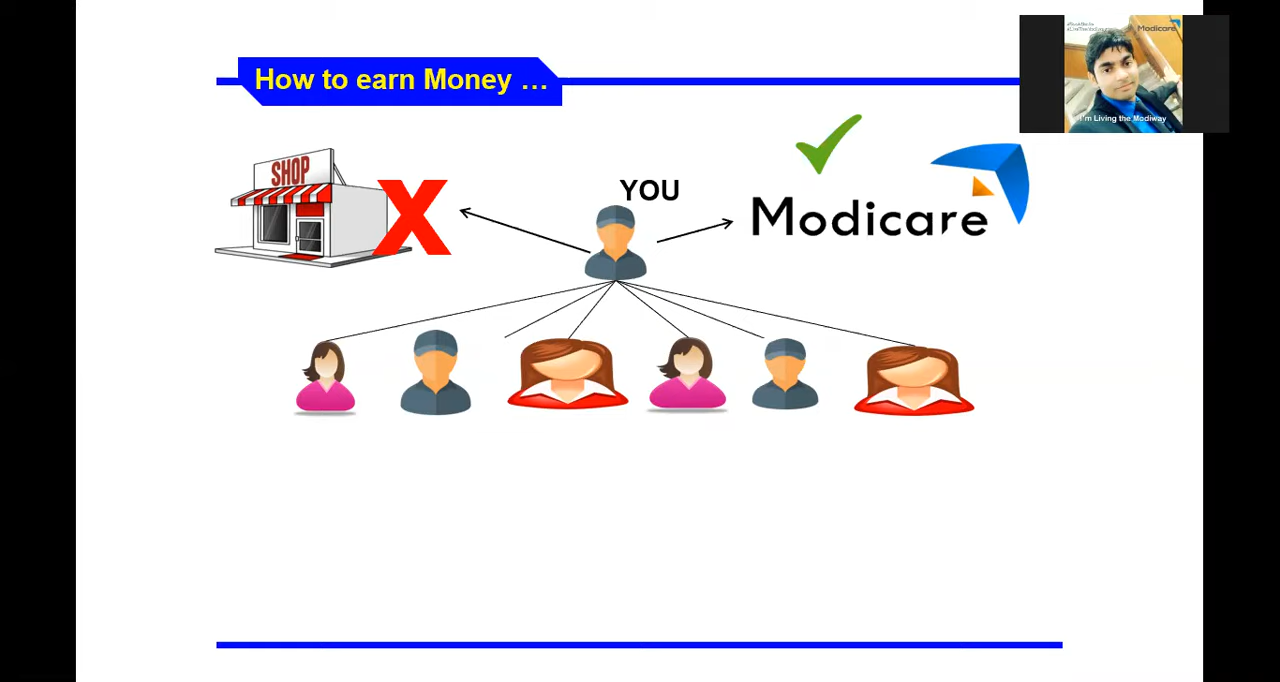 How to earn Money ...
Modicare
I'm Living the Modiway
SHOP
X
YOU
Modicare